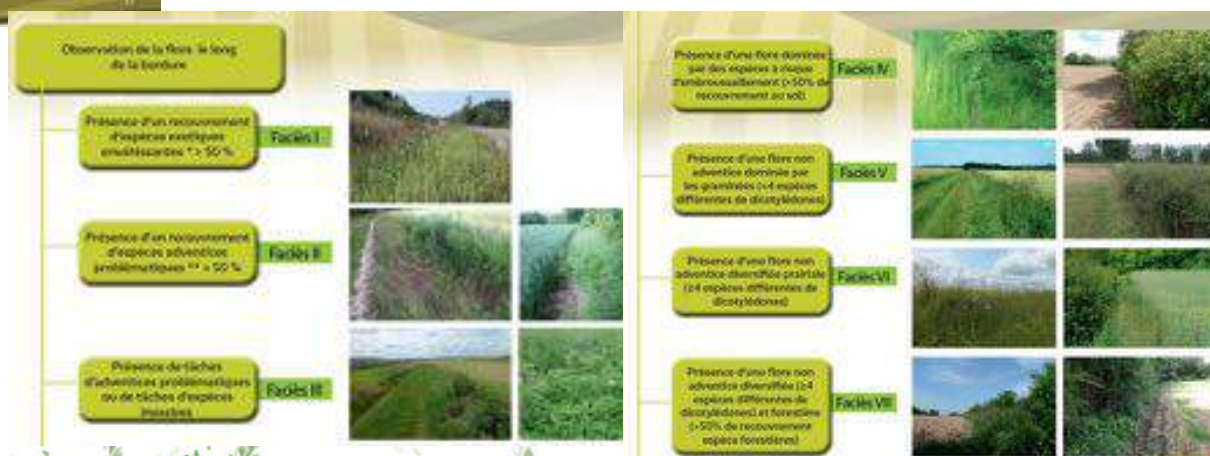 Observation de la flore le long
de la bordure
Présence d'un recouvrement
d'espèces exotiques
envahissantes * > 50 %
Faciès I
Présence d'un recouvrement
d'espèces adventices
problématiques ** > 50 %
Faciès II
Présence de tâches
d'adventices problématiques
ou de tâches d'espèces
invasives
Faciès III
Présence d'une flore dominée
par des espèces à risque
d'embroussaillement (>50% de
recouvrement au sol)
Faciès IV
Présence d'une flore non
adventice dominée par
les graminées (<4 espèces
différentes de dicotylédones)
Faciès V
Présence d'une flore non
adventice diversifiée prairiale
(≥4 espèces différentes de
dicotylédones)
Faciès VI
Présence d'une flore non
adventice diversifiée (≥4
espèces différentes de
dicotylédones) et forestière
(>50% de recouvrement
espèce forestières)
Faciès VII